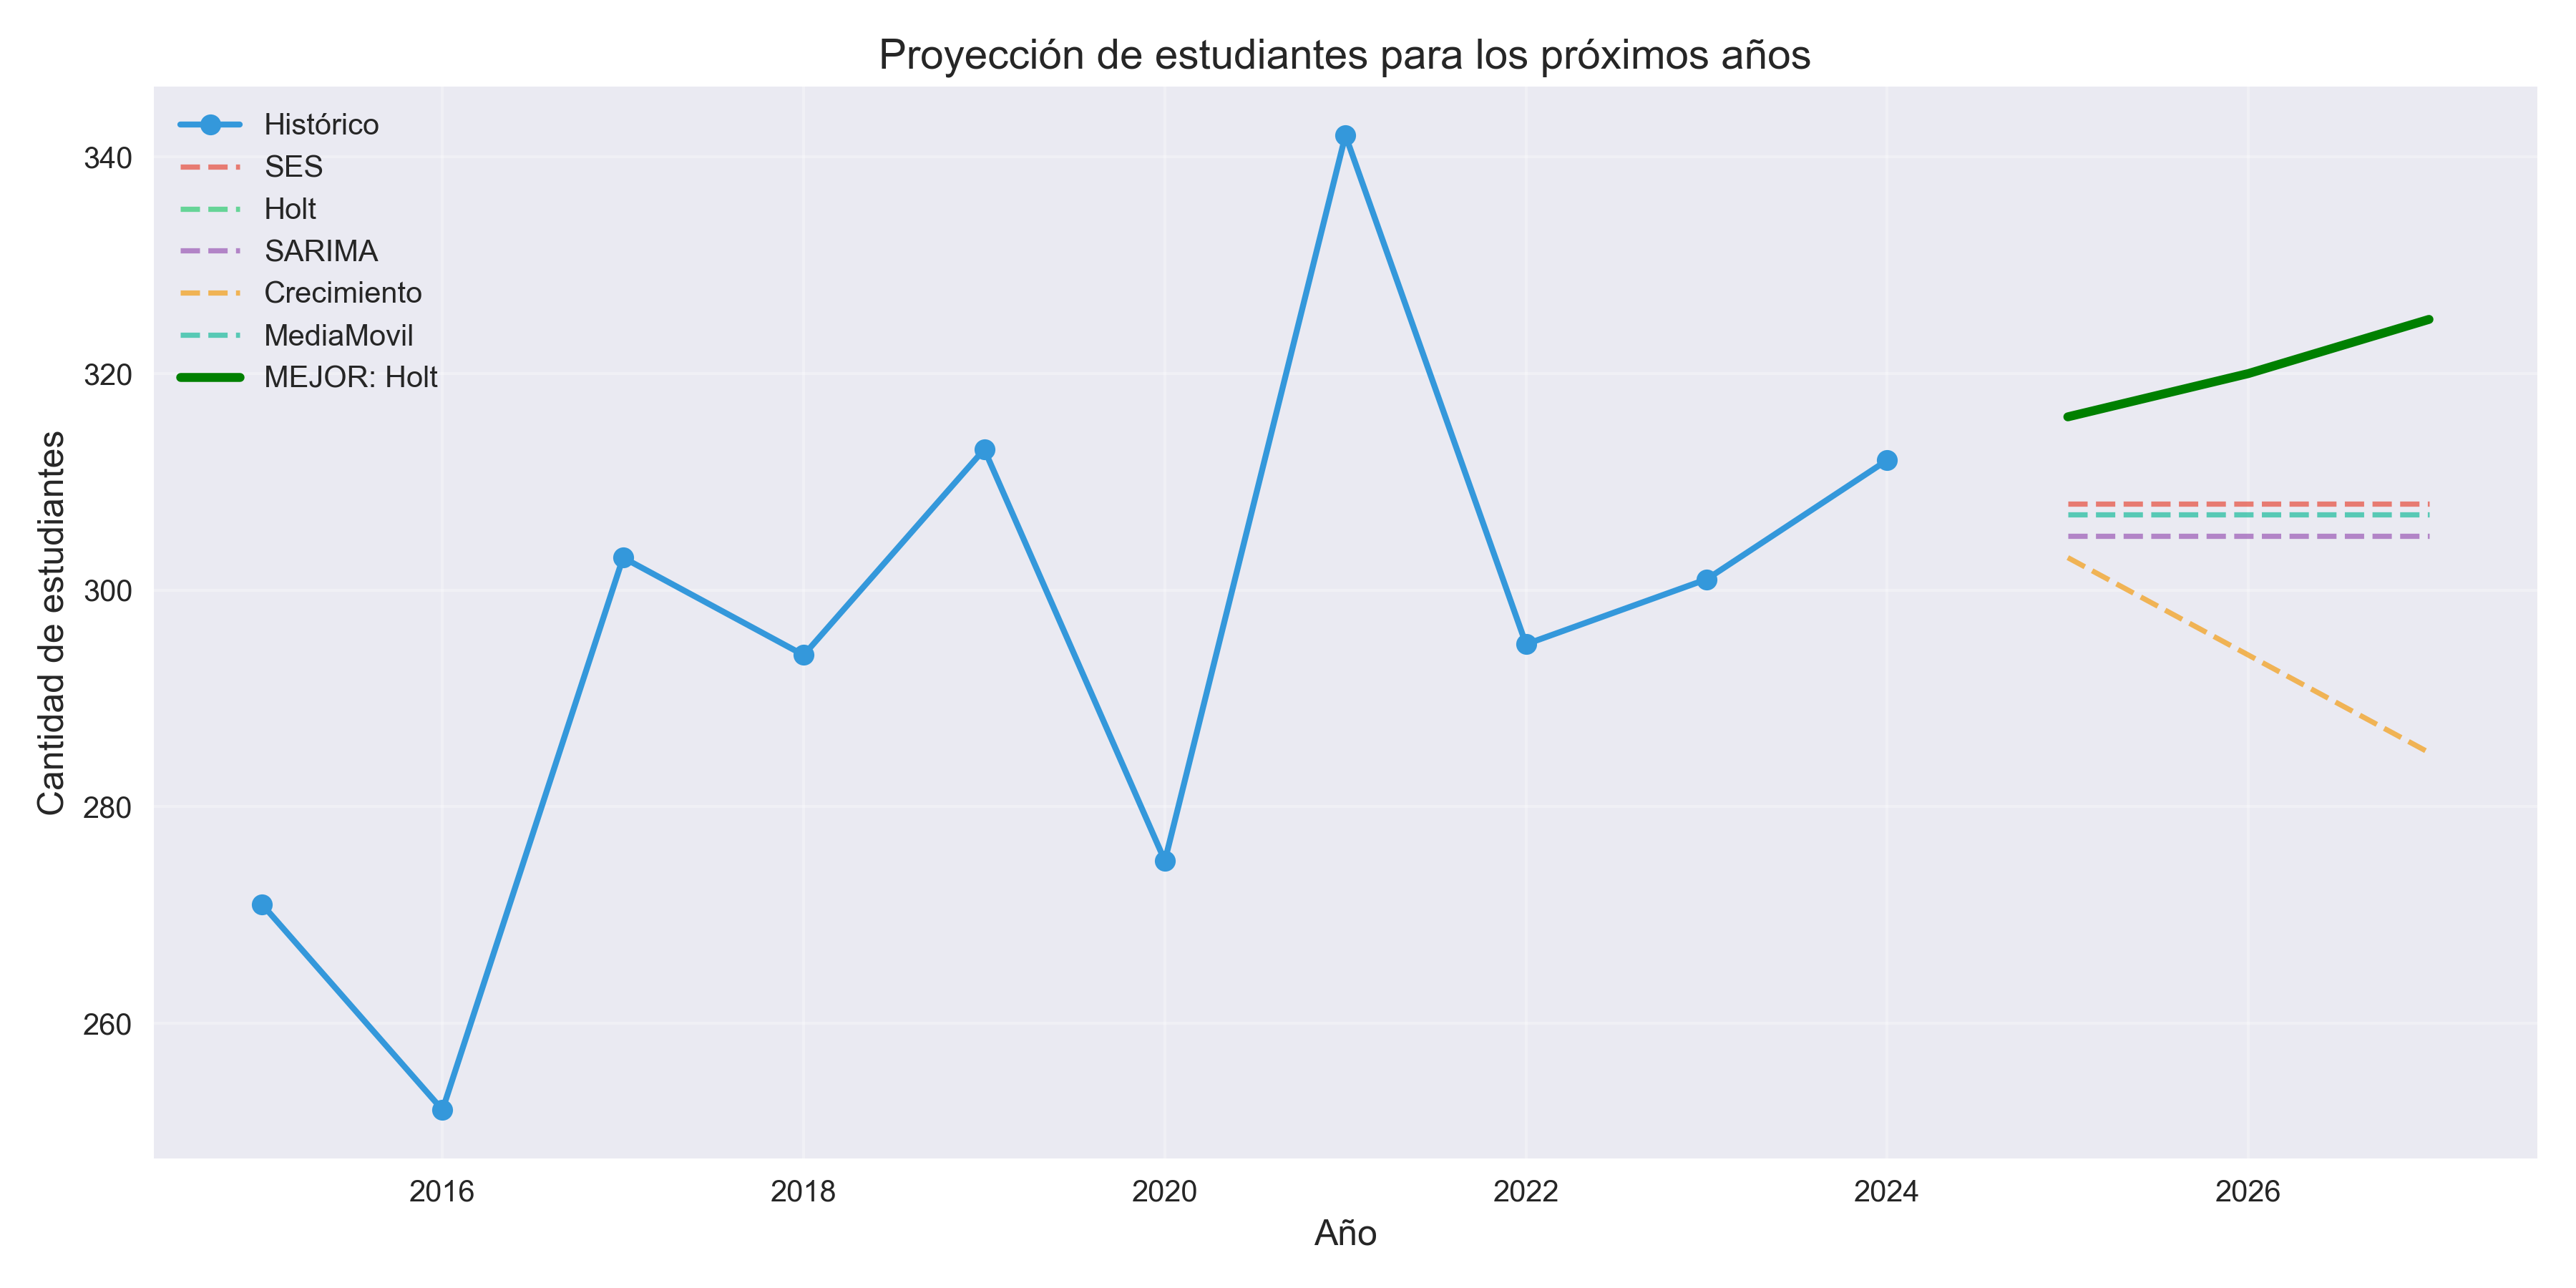 Proyección de estudiantes para los próximos años
Histórico
SES
Holt
SARIMA
Crecimiento
MediaMovil
MEJOR: Holt
Cantidad de estudiantes
340
320
300
280
260
2016
2018
2020
2022
2024
2026
Año